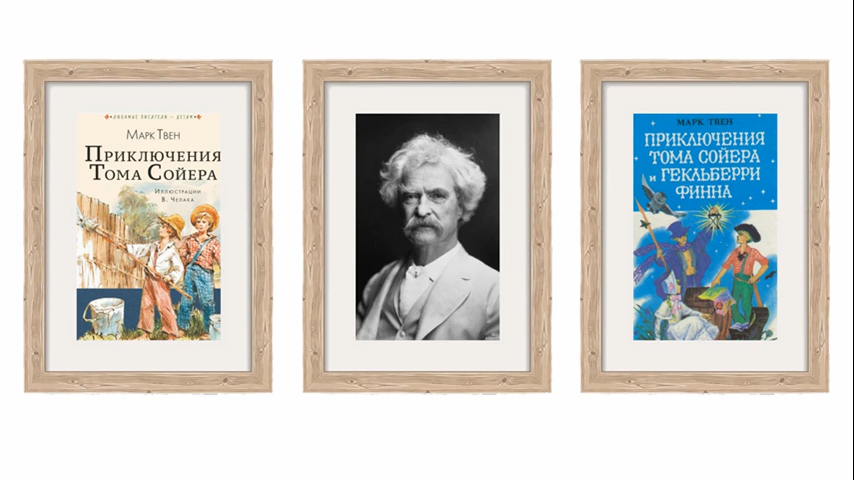 ЛЮБИМЫЕ ПИСАТЕЛИ – ДЕТЯМ
МАРК ТВЕН
ПРИКЛЮЧЕНИЯ
ТОМА СОЙЕРА
ИЛЛЮСТРАЦИИ
В. ЧЕЛАКА
МАРК ТВЕН
ПРИКЛЮЧЕНИЯ
ТОМА СОЙЕРА
И ГЕКЛЬБЕРРИ
ФИННА